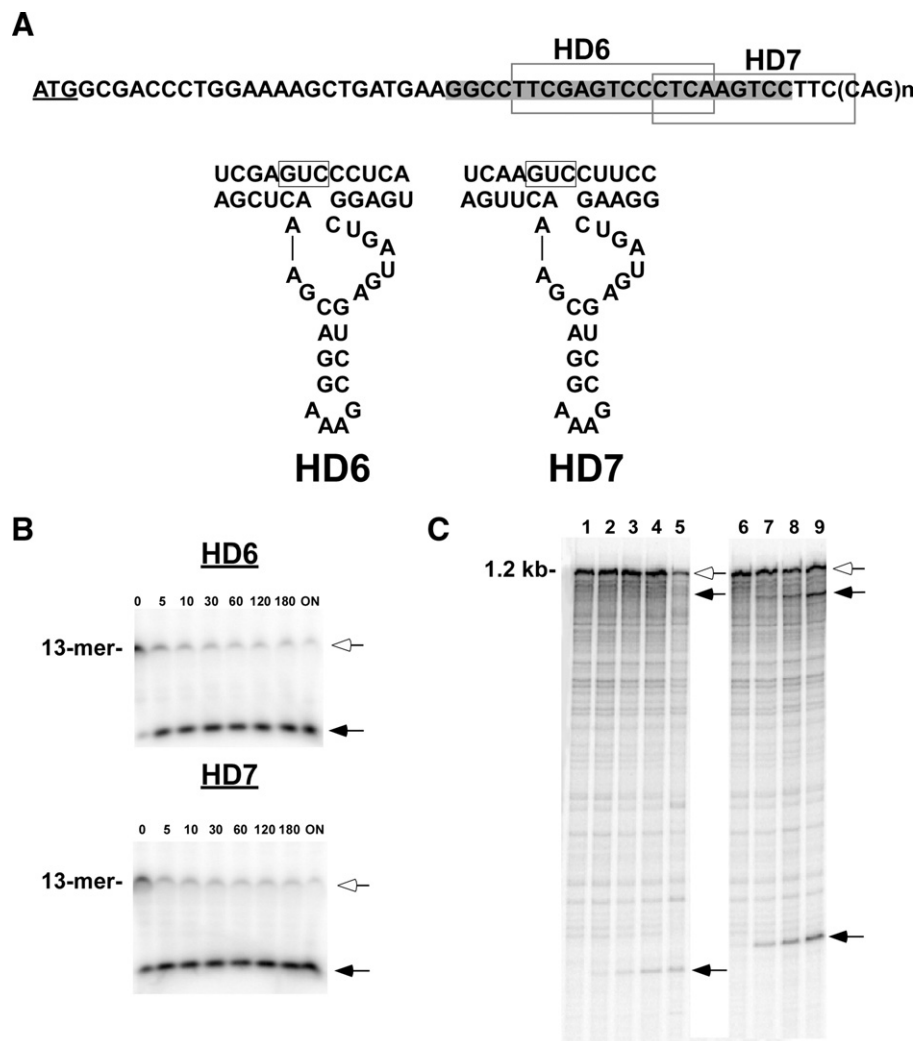 A
HD6
HD7
ATGGCGACCCTGGAAAAGCTGATGAAGGCCTTCGAGTCCCTCAAGTCCTTC(CAG)n
UCGAGUCCCUCA
AGCUCA GGAGU
A C U G A U G A G
A G C G
A U
G C
G C
A A A G
HD6
UCAAGUCCUUCC
AGUUCA GAAGG
A C U G A U G A G
A G C G
A U
G C
G C
A A A G
HD7
B
HD6
0 5 10 30 60 120 180 ON
13-mer-
HD7
0 5 10 30 60 120 180 ON
13-mer-
C
1 2 3 4 5 6 7 8 9
1.2 kb-